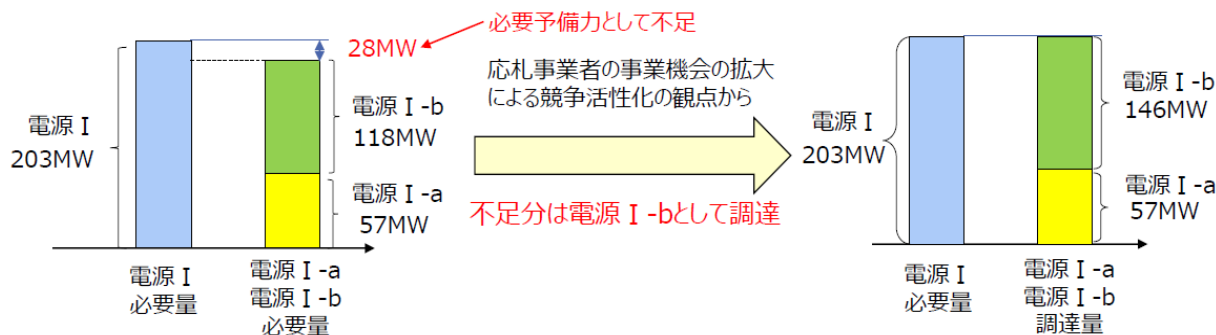 必要予備力として不足
28MW
電源Ⅰ
203MW
電源Ⅰ-b
118MW
電源Ⅰ-a
57MW
電源Ⅰ
必要量
電源Ⅰ-a
電源Ⅰ-b
必要量
応札事業者の事業機会の拡大
による競争活性化の観点から
不足分は電源Ⅰ-bとして調達
電源Ⅰ
203MW
電源Ⅰ-b
146MW
電源Ⅰ-a
57MW
電源Ⅰ
必要量
電源Ⅰ-a
電源Ⅰ-b
調達量